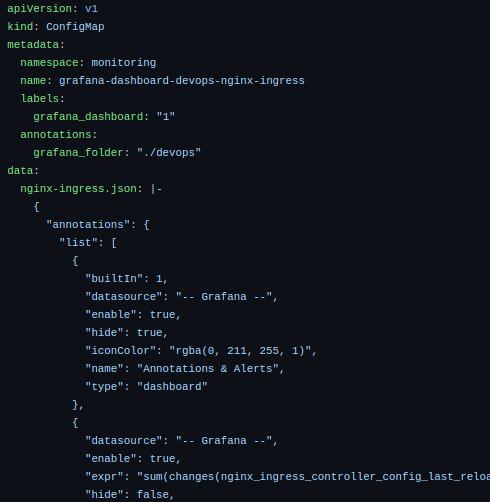 apiVersion: v1
kind: ConfigMap
metadata:
  namespace: monitoring
  name: grafana-dashboard-devops-nginx-ingress
  labels:
    grafana_dashboard: "1"
  annotations:
    grafana_folder: "./devops"
data:
  nginx-ingress.json: |-
    {
      "annotations": {
        "list": [
          {
            "builtIn": 1,
            "datasource": "-- Grafana --",
            "enable": true,
            "hide": true,
            "iconColor": "rgba(0, 211, 255, 1)",
            "name": "Annotations & Alerts",
            "type": "dashboard"
          },
          {
            "datasource": "-- Grafana --",
            "enable": true,
            "expr": "sum(changes(nginx_ingress_controller_config_last_reloa
            "hide": false,